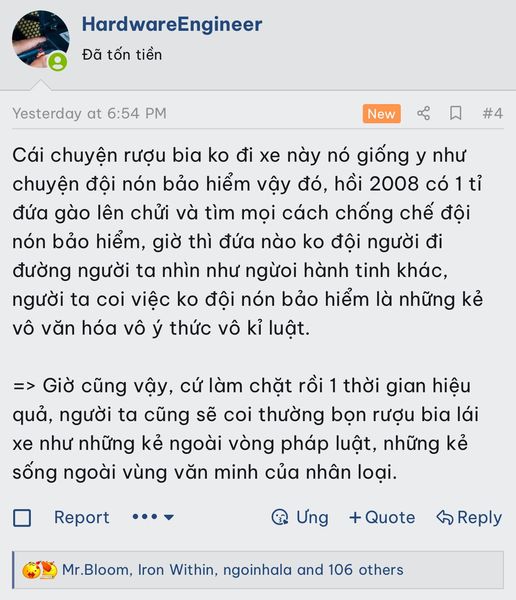 HardwareEngineer
Đã tốn tiền
Yesterday at 6:54 PM New #4
Cái chuyện rượu bia ko đi xe này nó giống y như
chuyện đội nón bảo hiểm vậy đó, hồi 2008 có 1 tỉ
đứa gào lên chửi và tìm mọi cách chống chế đội
nón bảo hiểm, giờ thì đứa nào ko đội người đi
đường người ta nhìn như ngừoi hành tinh khác,
người ta coi việc ko đội nón bảo hiểm là những kẻ
vô văn hóa vô ý thức vô kỉ luật.
=> Giờ cũng vậy, cứ làm chặt rồi 1 thời gian hiệu
quả, người ta cũng sẽ coi thường bọn rượu bia lái
xe như những kẻ ngoài vòng pháp luật, những kẻ
sống ngoài vùng văn minh của nhân loại.
Report Ưng +Quote Reply
Mr.Bloom, Iron Within, ngoinhala and 106 others